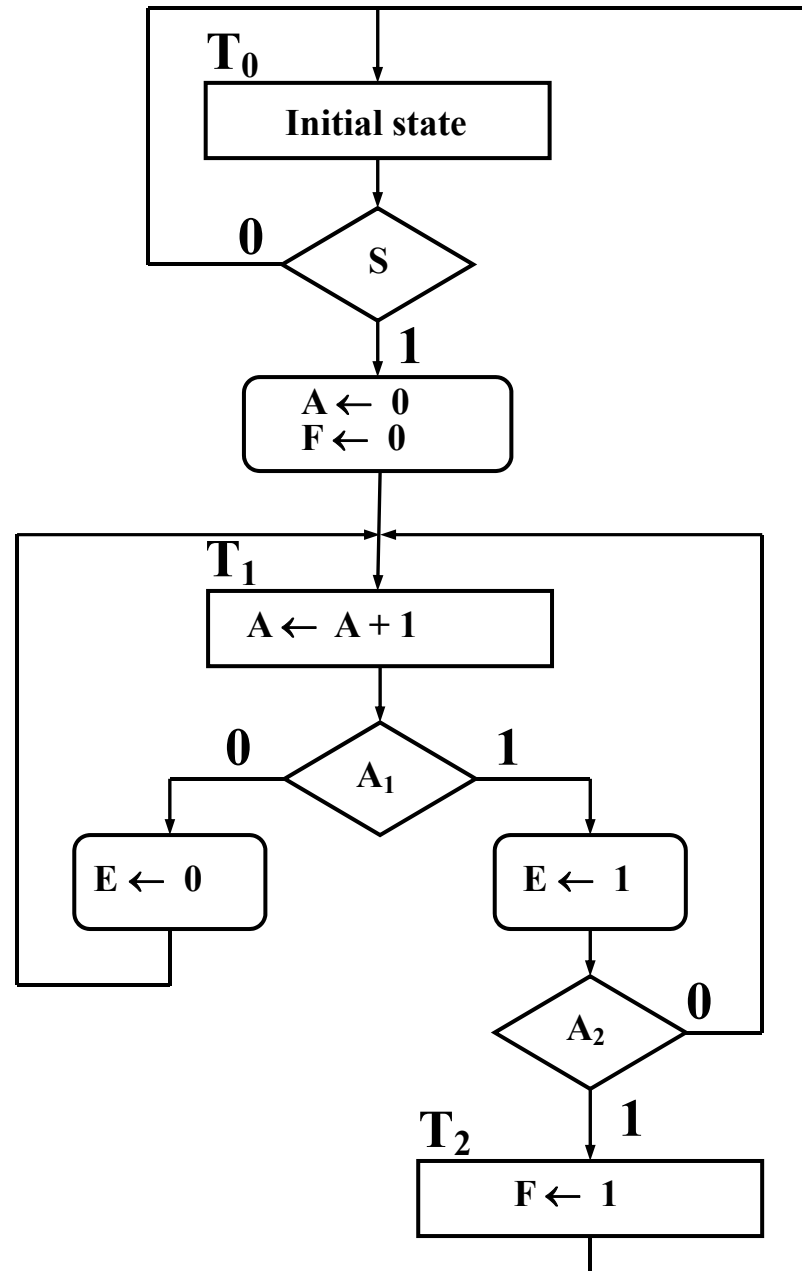 T₀
Initial state
0
S
1
A ← 0
F ← 0
T₁
A ← A + 1
0
A₁
1
E ← 0
E ← 1
A₂
0
1
T₂
F ← 1